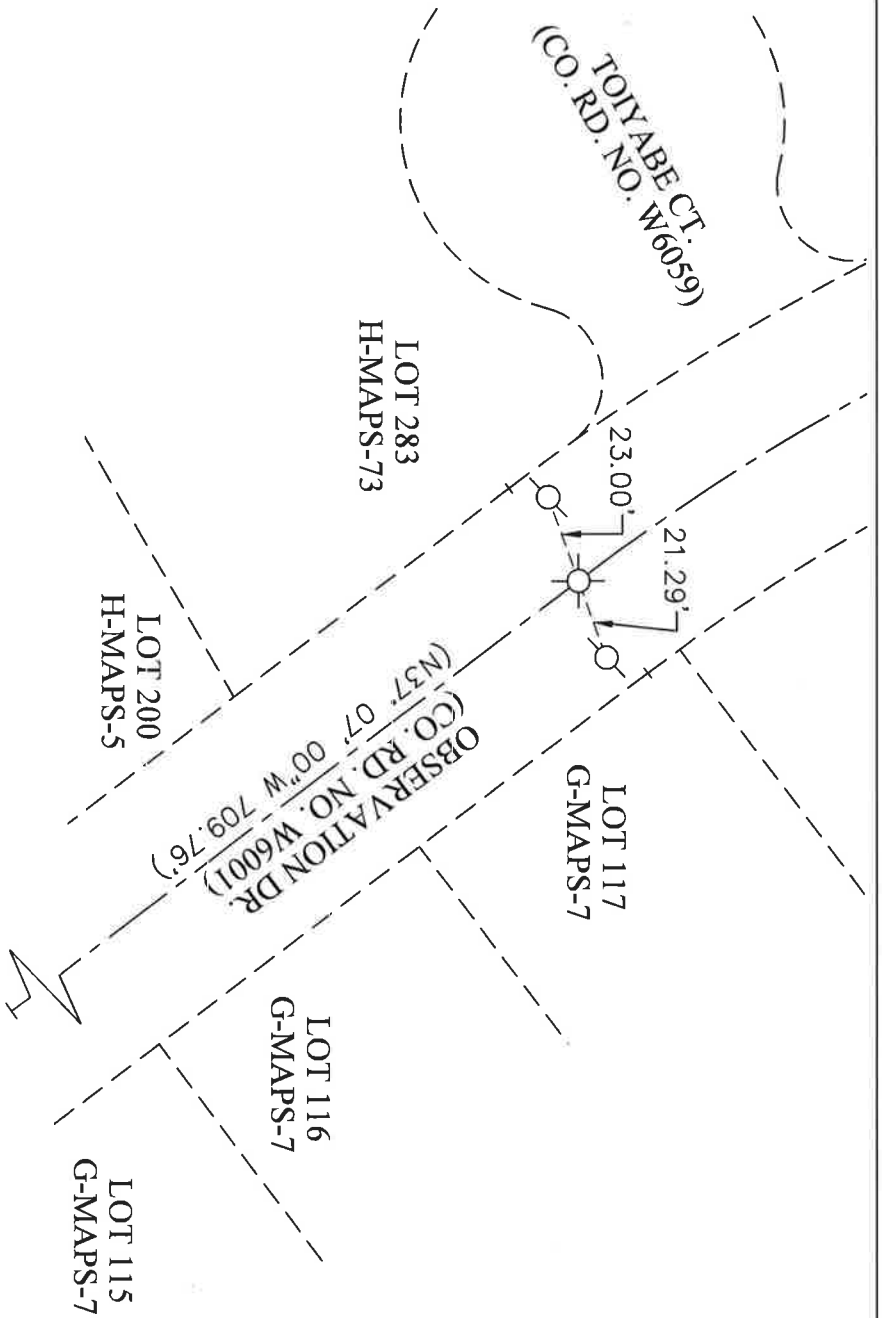 TOIYABE CT.
(CO. RD. NO. W6059)
LOT 283
H-MAPS-73
23.00'
21.29'
LOT 200
H-MAPS-5
(N37° 07' 00"W 709.76')
(CO. RD. NO. W6001)
OBSERVATION DR.
LOT 117
G-MAPS-7
LOT 116
G-MAPS-7
LOT 115
G-MAPS-7